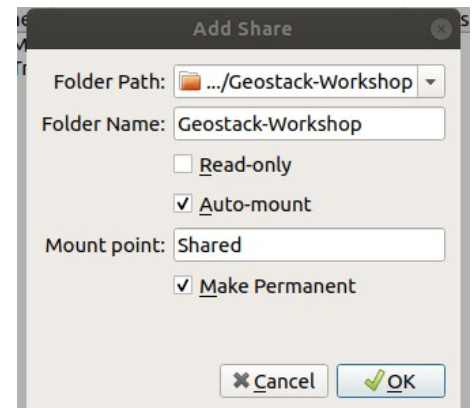 Add Share
Folder Path: .../Geostack-Workshop
Folder Name: Geostack-Workshop
Read-only
Auto-mount
Mount point: Shared
Make Permanent
Cancel OK